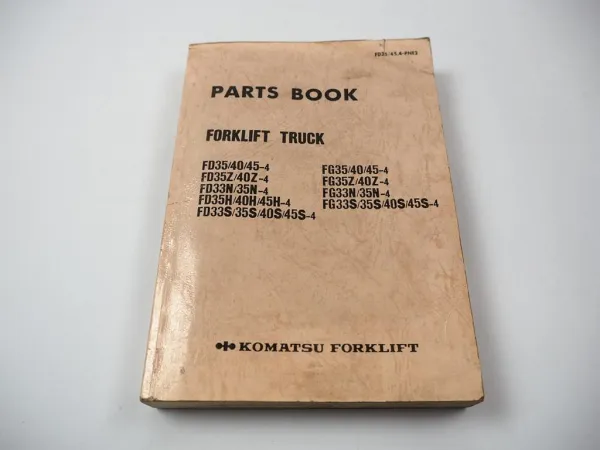 PARTS BOOK
FORKLIFT TRUCK
FD35/40/45-4
FD35Z/40Z-4
FD33N/35N-4
FD35H/40H/45H-4
FD33S/35S/40S/45S-4
FG35/40/45-4
FG35Z/40Z-4
FG33N/35N-4
FG33S/35S/40S/45S-4
KOMATSU FORKLIFT